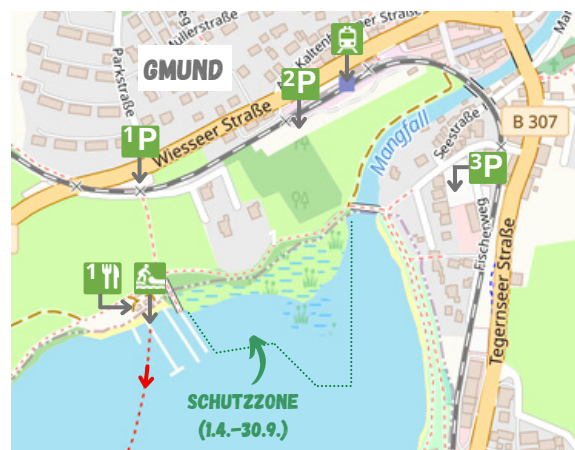 Müllerstraße
Kaltenbrunner Straße
Parkstraße
GMUND
2P
Wiesseer Straße
1P
Mangfall
Seestraße
B 307
3P
Fischerweg
Tegernseer Straße
1
1
SCHUTZZONE
(1.4.–30.9.)